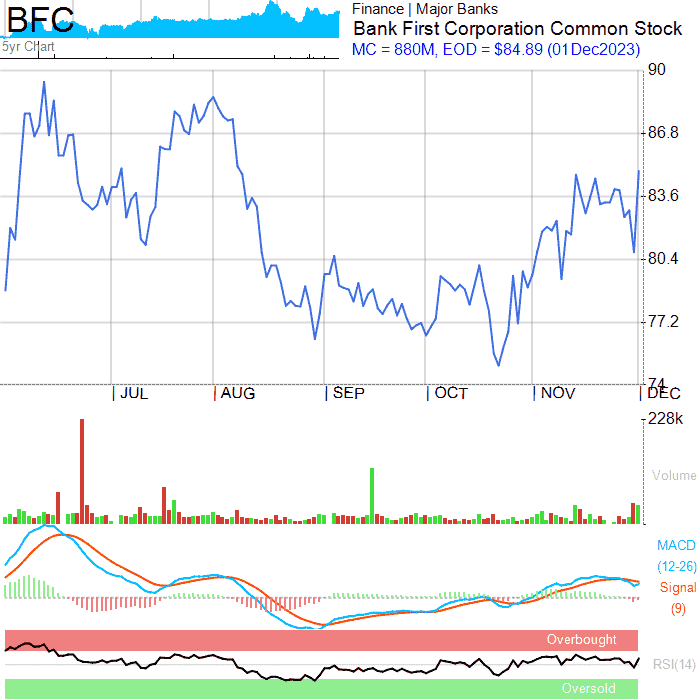 BFC
5yr Chart
Finance | Major Banks
Bank First Corporation Common Stock
MC = 880M, EOD = $84.89 (01Dec2023)
90
86.8
83.6
80.4
77.2
74
JUL
AUG
SEP
OCT
NOV
DEC
228k
Volume
MACD
(12-26)
Signal
(9)
Overbought
RSI(14)
Oversold